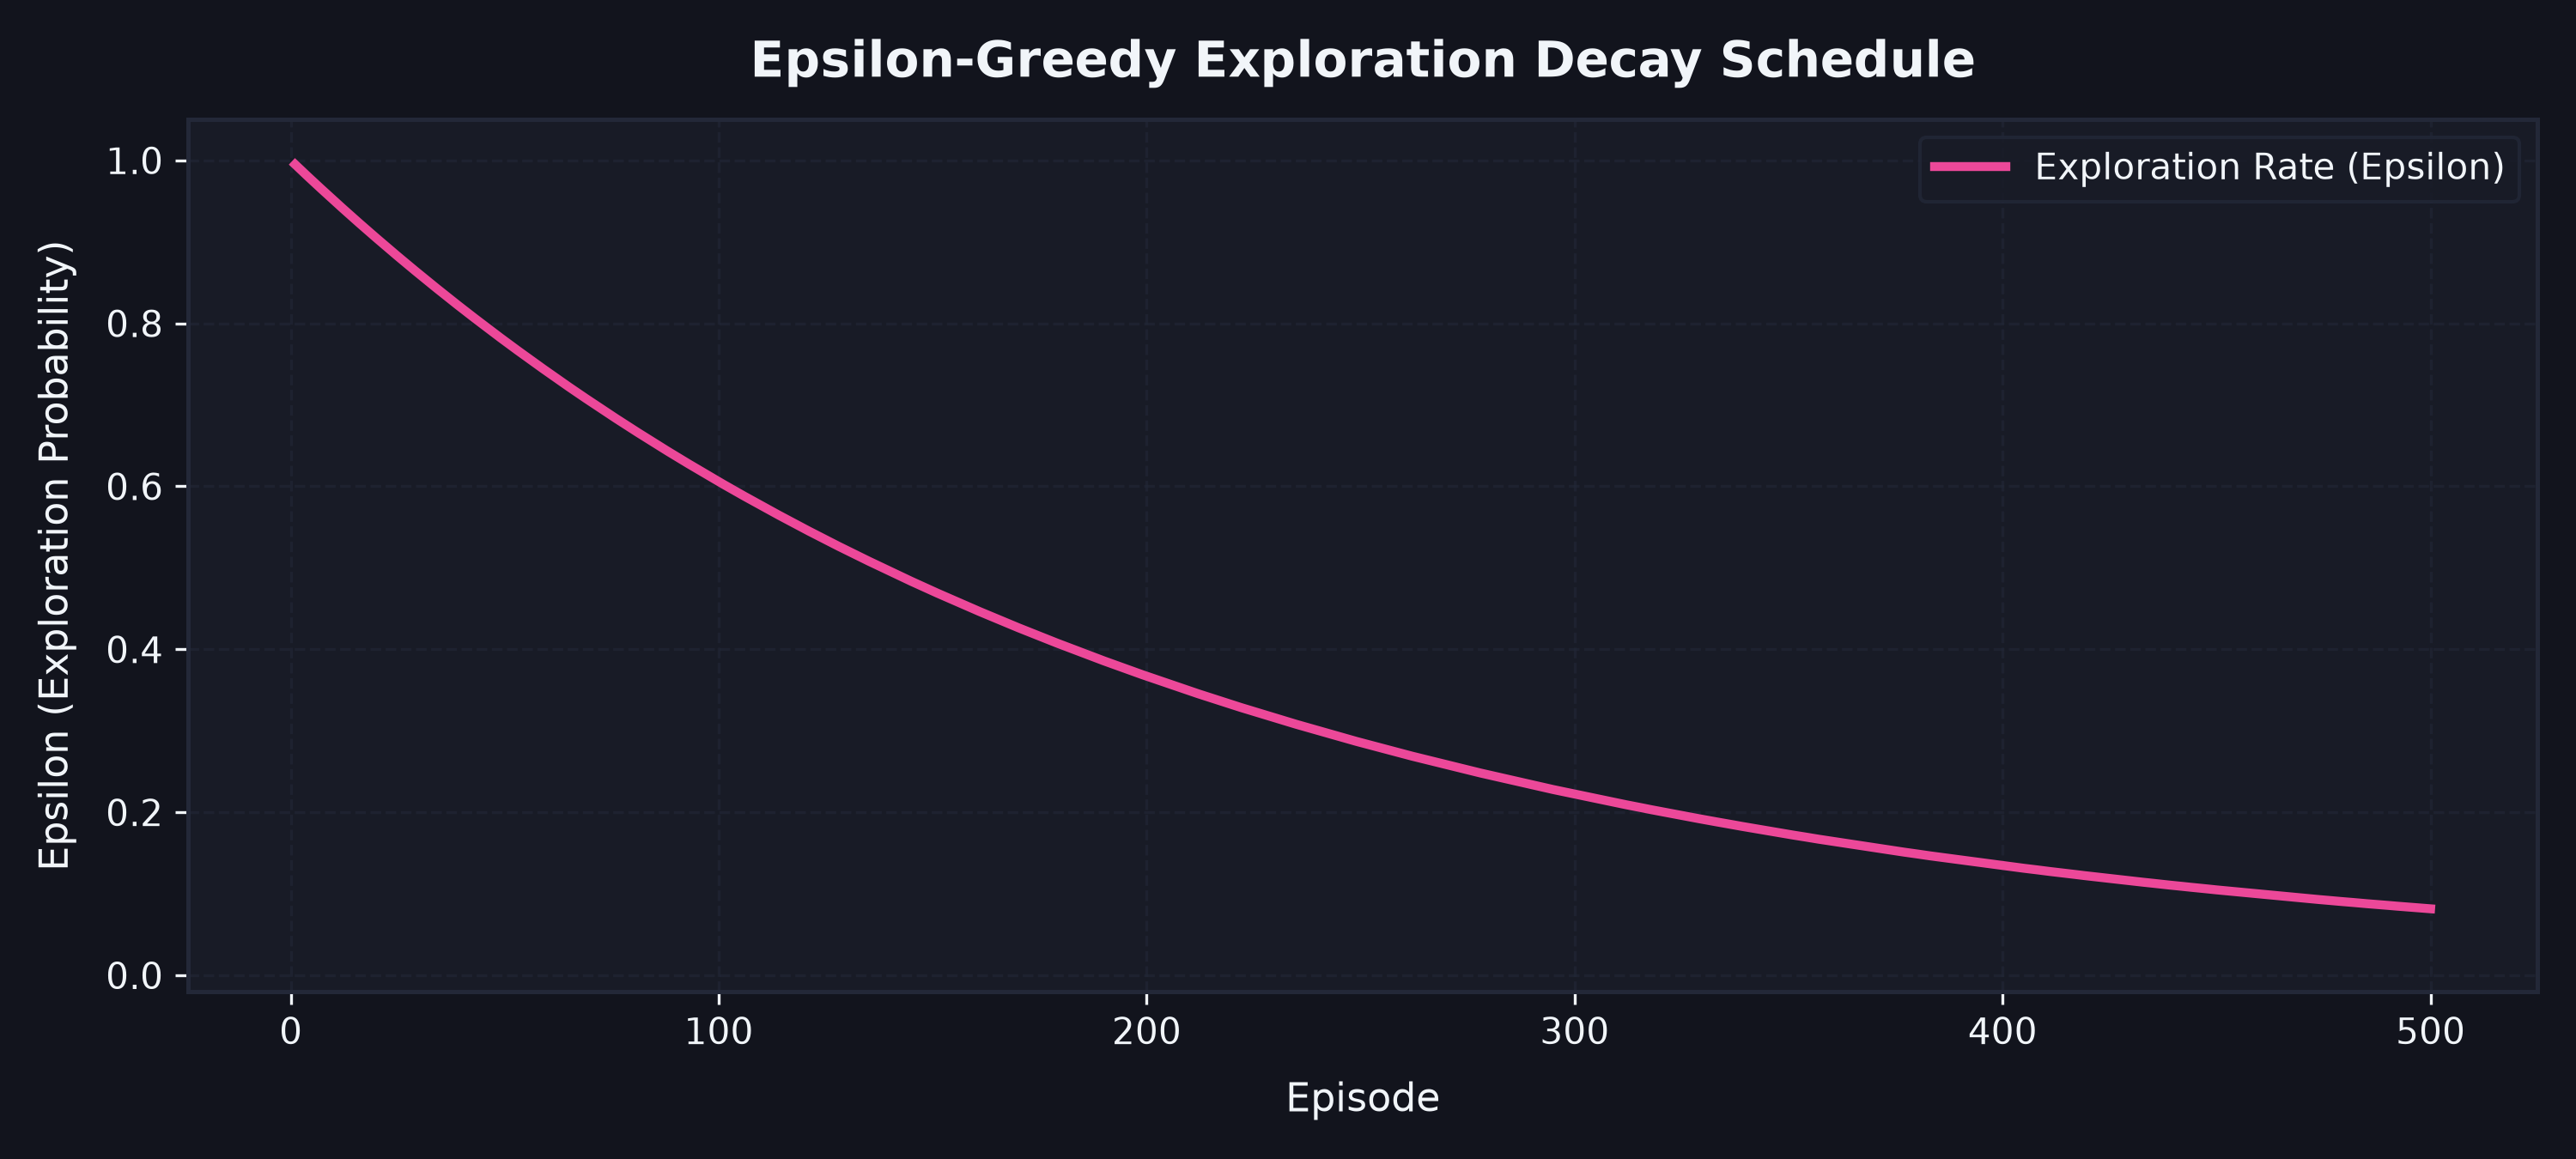 Epsilon-Greedy Exploration Decay Schedule
Exploration Rate (Epsilon)
Epsilon (Exploration Probability)
1.0
0.8
0.6
0.4
0.2
0.0
0 100 200 300 400 500
Episode